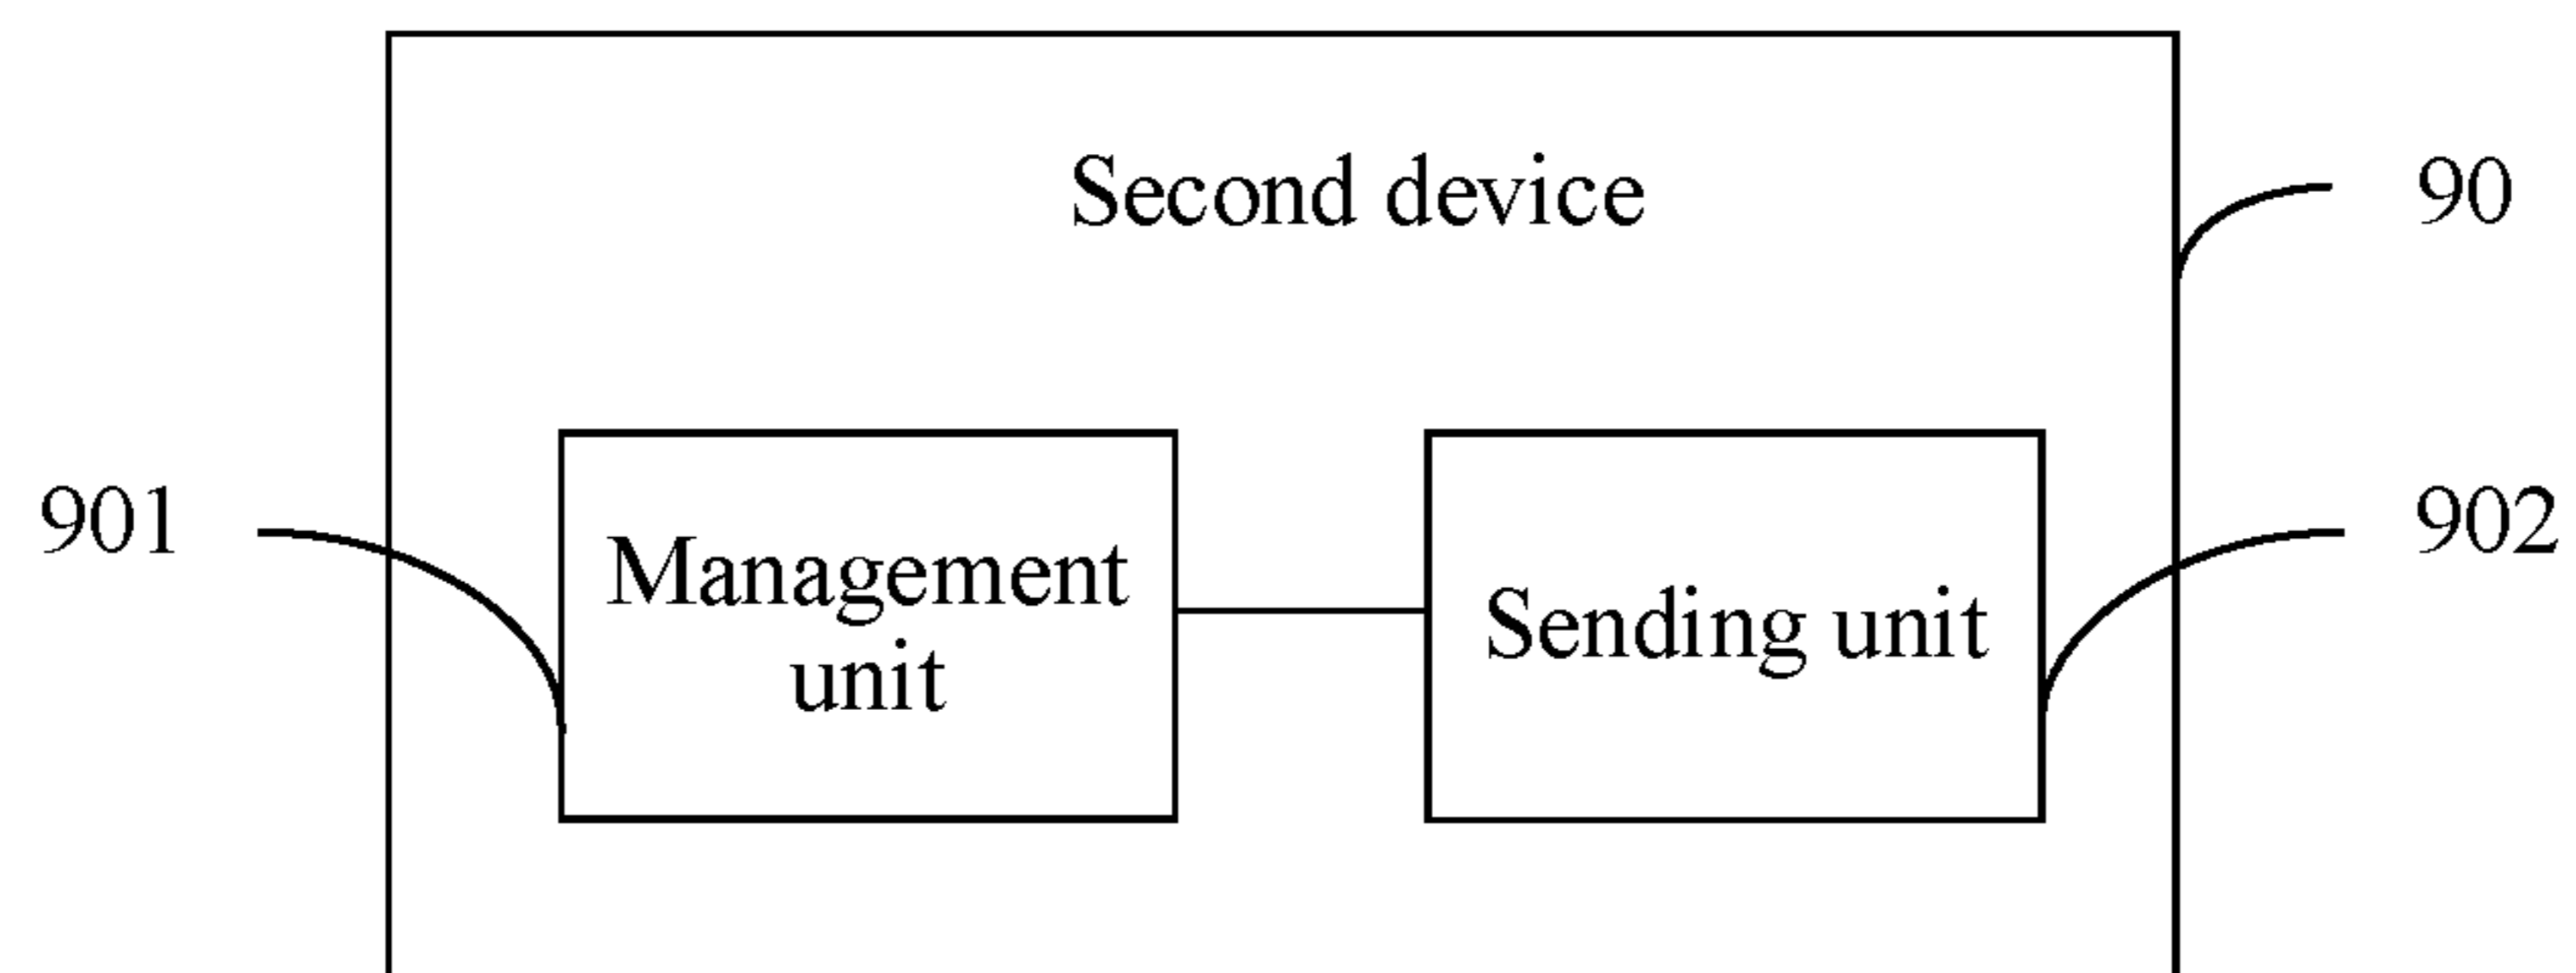 Second device
90
901
Management
unit
Sending unit
902